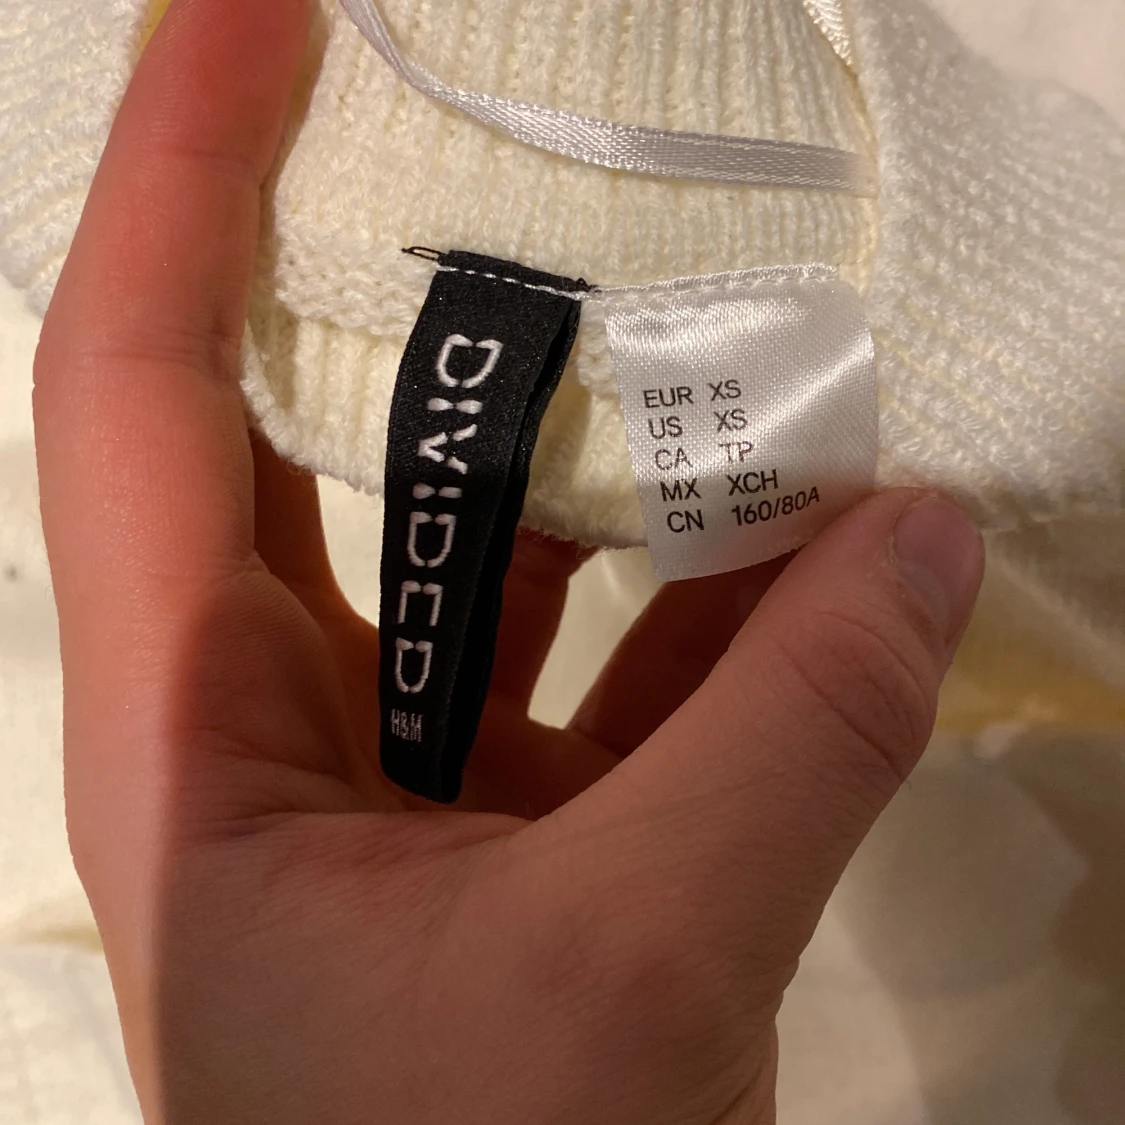 DIVIDED
H&M
EUR XS
US XS
CA TP
MX XCH
CN 160/80A